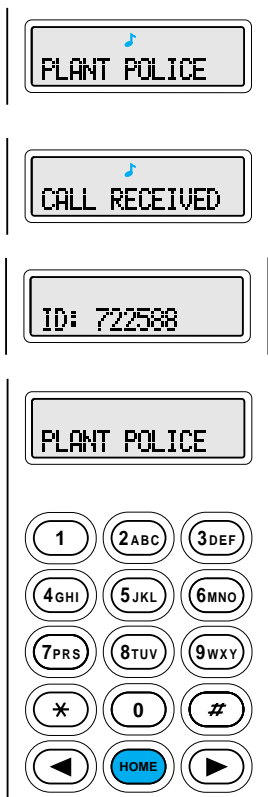 PLANT POLICE
CALL RECEIVED
ID: 722588
PLANT POLICE
1 2ABC 3DEF
4GHI 5JKL 6MNO
7PRS 8TUV 9WXY
* 0 #
HOME